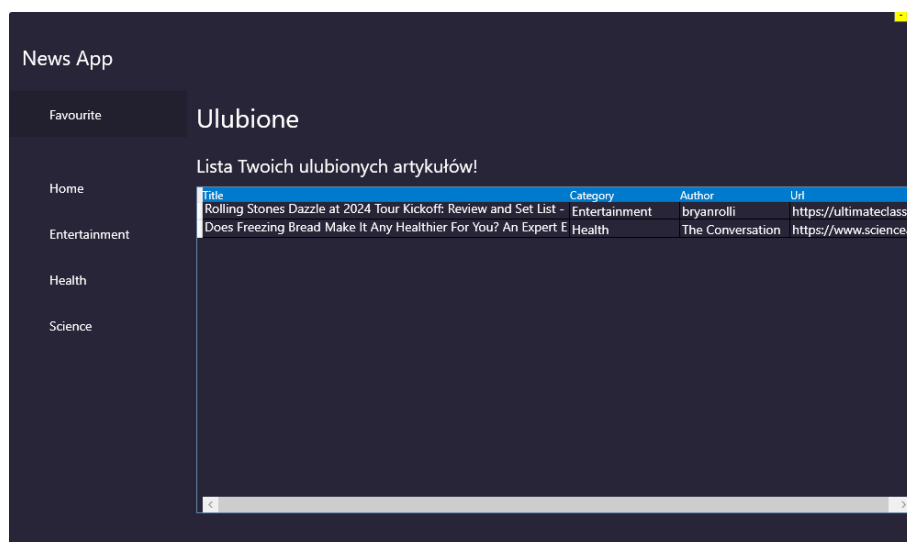 News App
Favourite
Ulubione
Lista Twoich ulubionych artykułów!
Home
Entertainment
Health
Science
Title Category Author Url
Rolling Stones Dazzle at 2024 Tour Kickoff: Review and Set List - Entertainment bryanrolli https://ultimateclass
Does Freezing Bread Make It Any Healthier For You? An Expert E Health The Conversation https://www.science